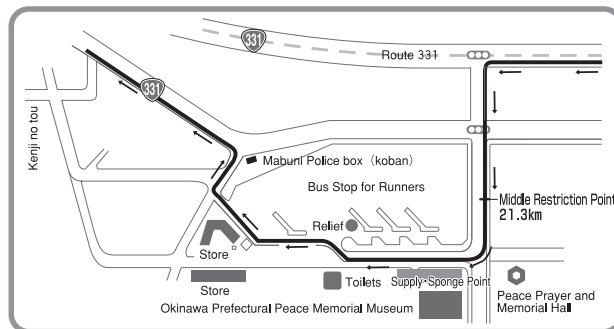 331
Route 331
331
Kenji no tou
Mabuni Police box（koban）
Bus Stop for Runners
Middle Restriction Point
21.3km
Relief
Store
Store
Toilets
Supply･Sponge Point
Peace Prayer and
Memorial Hall
Okinawa Prefectural Peace Memorial Museum